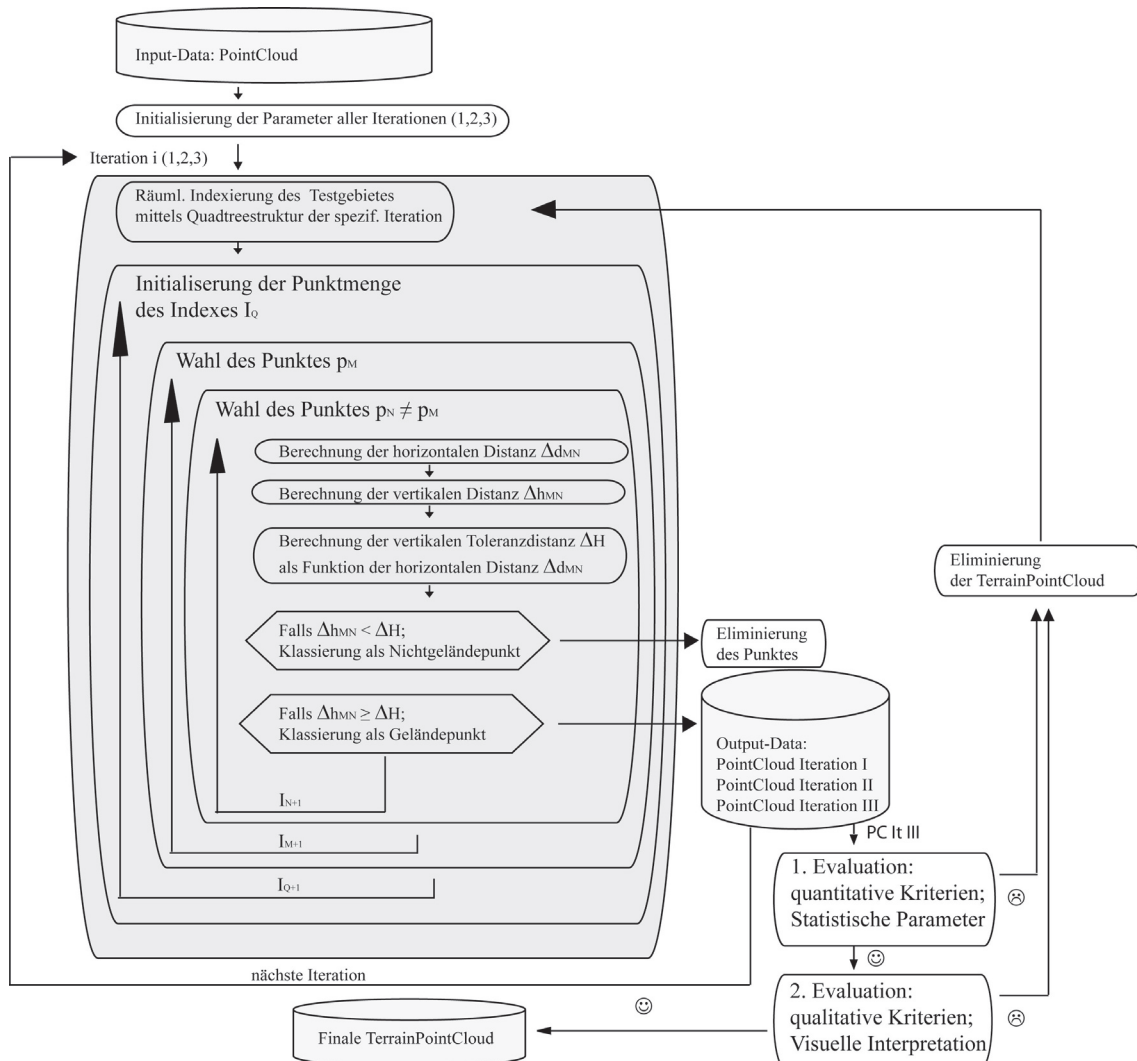 Input-Data: PointCloud
Initialisierung der Parameter aller Iterationen (1,2,3)
Iteration i (1,2,3)
Räuml. Indexierung des Testgebietes
mittels Quadtreestruktur der spezif. Iteration
Initialiserung der Punktmenge
des Indexes IQ
Wahl des Punktes pM
Wahl des Punktes pN ≠ pM
Berechnung der horizontalen Distanz ΔdMN
Berechnung der vertikalen Distanz ΔhMN
Berechnung der vertikalen Toleranzdistanz ΔH
als Funktion der horizontalen Distanz ΔdMN
Falls ΔhMN < ΔH;
Klassierung als Nichtgeländepunkt
Falls ΔhMN ≥ ΔH;
Klassierung als Geländepunkt
IN+1
IM+1
IQ+1
nächste Iteration
Eliminierung
des Punktes
Output-Data:
PointCloud Iteration I
PointCloud Iteration II
PointCloud Iteration III
PC It III
Eliminierung
der TerrainPointCloud
1. Evaluation:
quantitative Kriterien;
Statistische Parameter
2. Evaluation:
qualitative Kriterien;
Visuelle Interpretation
Finale TerrainPointCloud